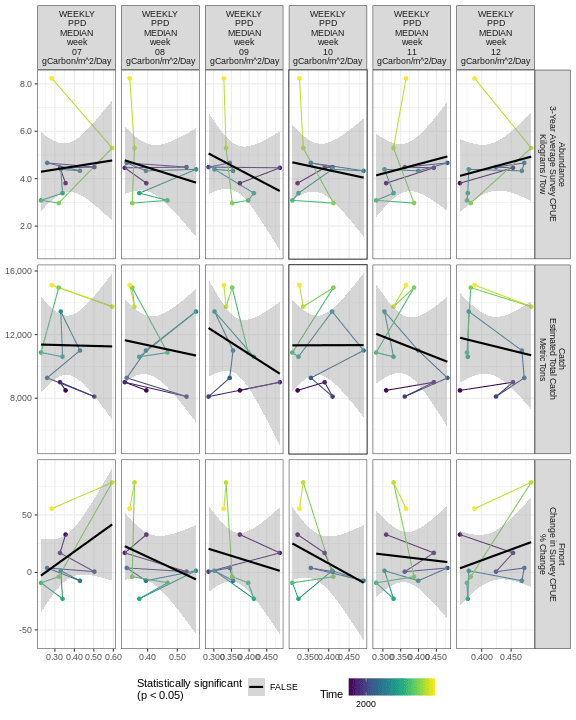 WEEKLY
PPD
MEDIAN
week
07
gCarbon/m^2/Day
WEEKLY
PPD
MEDIAN
week
08
gCarbon/m^2/Day
WEEKLY
PPD
MEDIAN
week
09
gCarbon/m^2/Day
WEEKLY
PPD
MEDIAN
week
10
gCarbon/m^2/Day
WEEKLY
PPD
MEDIAN
week
11
gCarbon/m^2/Day
WEEKLY
PPD
MEDIAN
week
12
gCarbon/m^2/Day
8.0
6.0
4.0
2.0
Abundance
3-Year Average Survey CPUE
Kilograms / Tow
16,000
12,000
8,000
Catch
Estimated Total Catch
Metric Tons
50
0
-50
Fmort
Change in Survey CPUE
% Change
0.30 0.40 0.50 0.60
0.40 0.50
0.300 0.350 0.400 0.450
0.350 0.400 0.450
0.300 0.350 0.400 0.450
0.400 0.450
Statistically significant
(p < 0.05)
FALSE
Time
2000